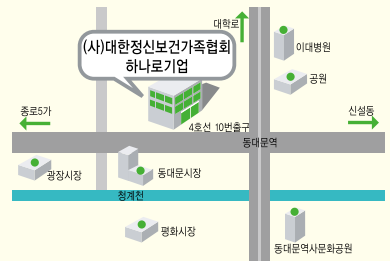 대학로
이대병원
(사)대한정신보건가족협회
하나로기업
공원
종로5가
신설동
4호선 10번출구
동대문역
광장시장
동대문시장
청계천
평화시장
동대문역사문화공원